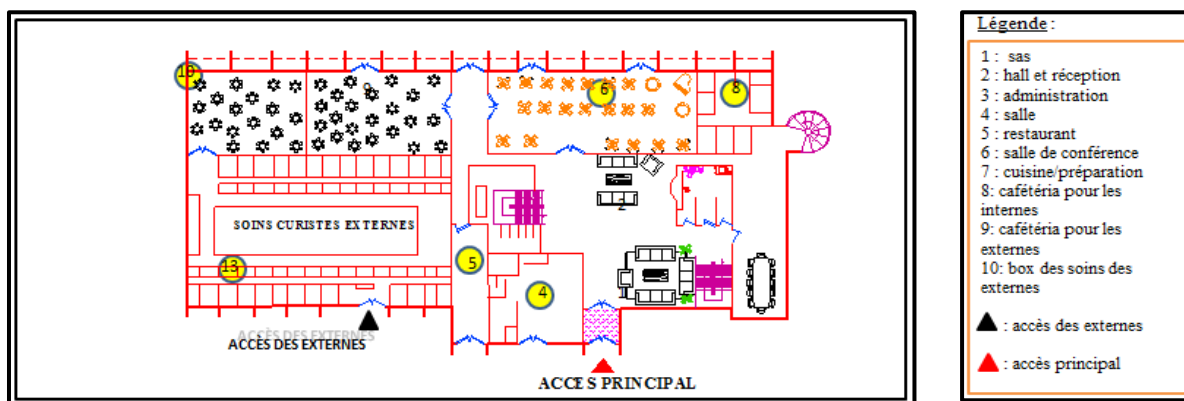 10
6
8
2
SOINS CURISTES EXTERNES
13
5
4
ACCÈS DES EXTERNES
ACCÈS DES EXTERNES
ACCES PRINCIPAL
Légende :
1 : sas
2 : hall et réception
3 : administration
4 : salle
5 : restaurant
6 : salle de conférence
7 : cuisine/préparation
8: cafétéria pour les
internes
9: cafétéria pour les
externes
10: box des soins des
externes
: accès des externes
: accès principal